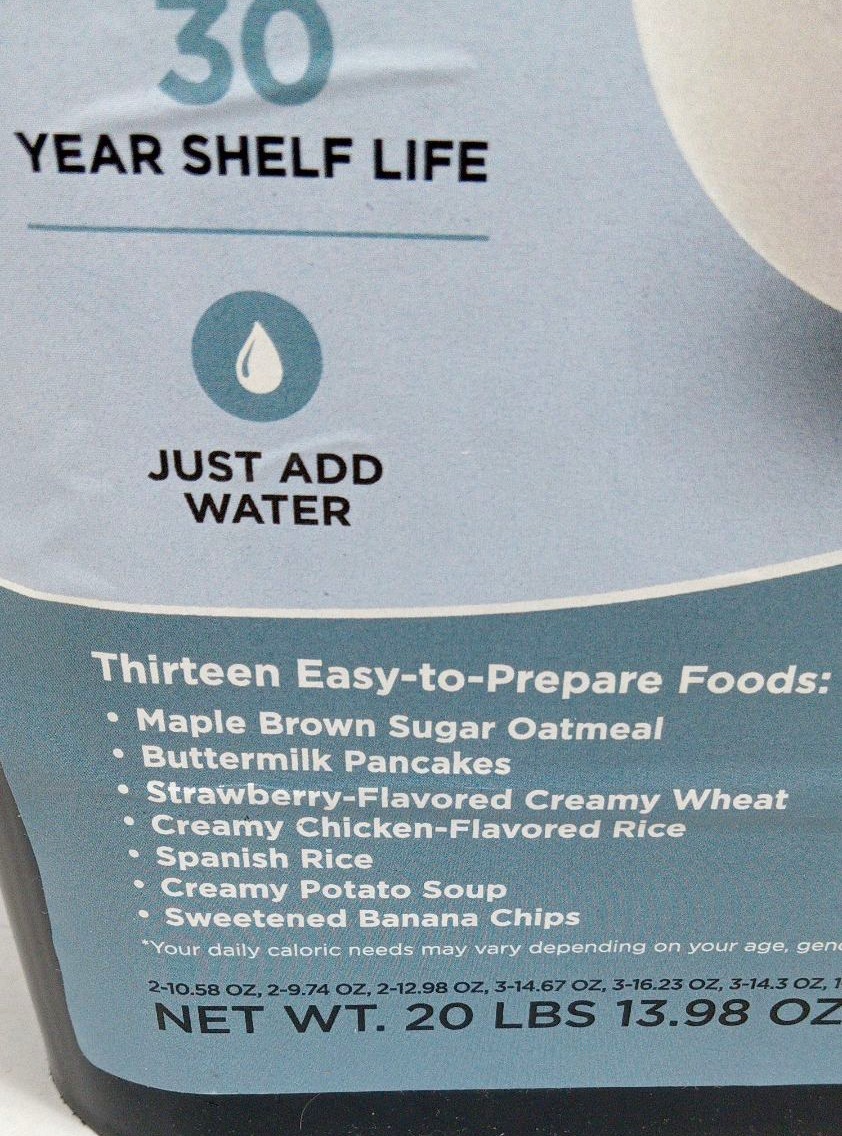 30
YEAR SHELF LIFE
JUST ADD
WATER
Thirteen Easy-to-Prepare Foods:
• Maple Brown Sugar Oatmeal
• Buttermilk Pancakes
• Strawberry-Flavored Creamy Wheat
• Creamy Chicken-Flavored Rice
• Spanish Rice
• Creamy Potato Soup
• Sweetened Banana Chips
*Your daily caloric needs may vary depending on your age,
2-10.58 OZ, 2-9.74 OZ, 2-12.98 OZ, 3-14.67 OZ, 3-16.23 OZ, 3-14.3 OZ,
NET WT. 20 LBS 13.98 OZ